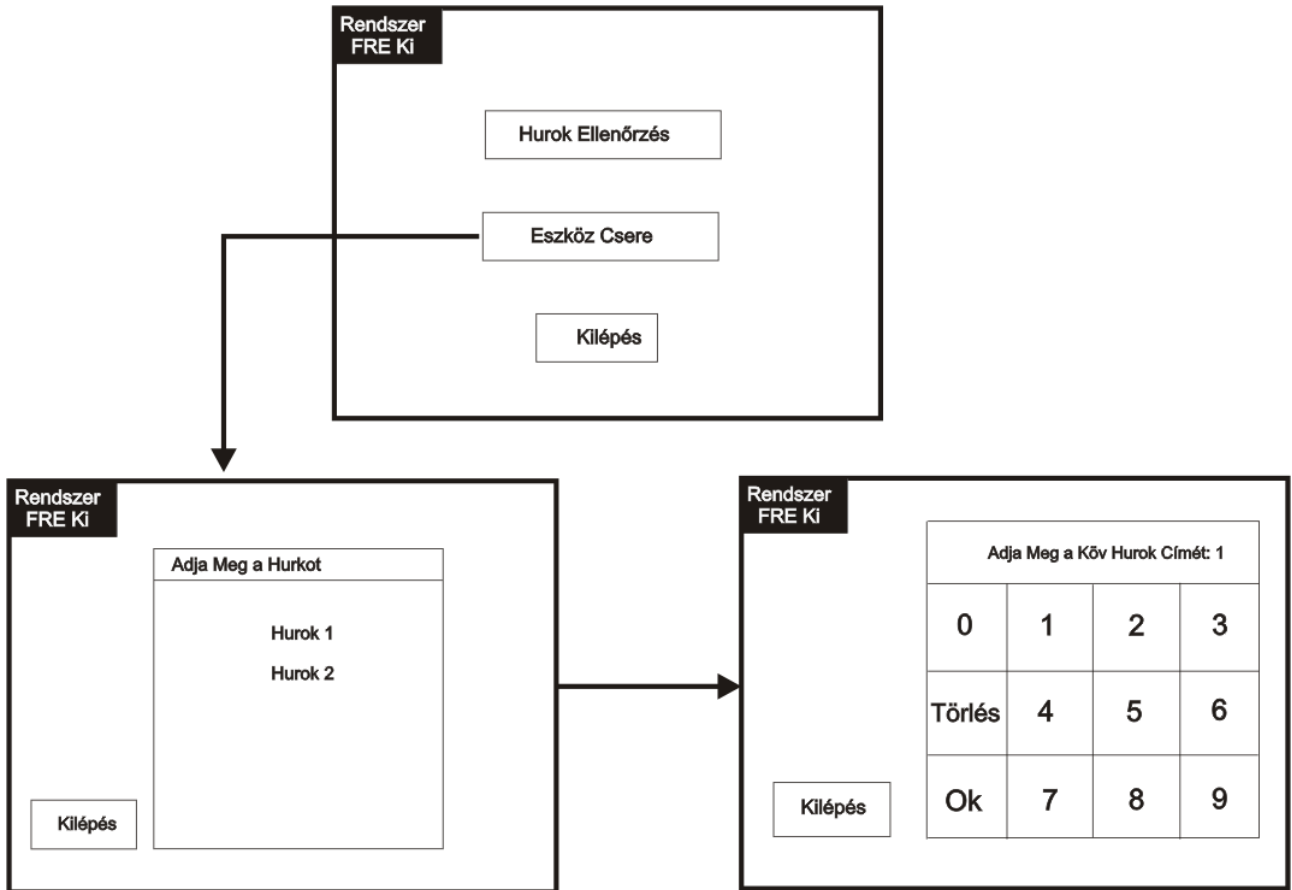 Rendszer
FRE Ki
Hurok Ellenőrzés
Eszköz Csere
Kilépés
Rendszer
FRE Ki
Adja Meg a Hurkot
Hurok 1
Hurok 2
Kilépés
Rendszer
FRE Ki
Adja Meg a Köv Hurok Címét: 1
0 1 2 3
Törlés 4 5 6
Ok 7 8 9
Kilépés